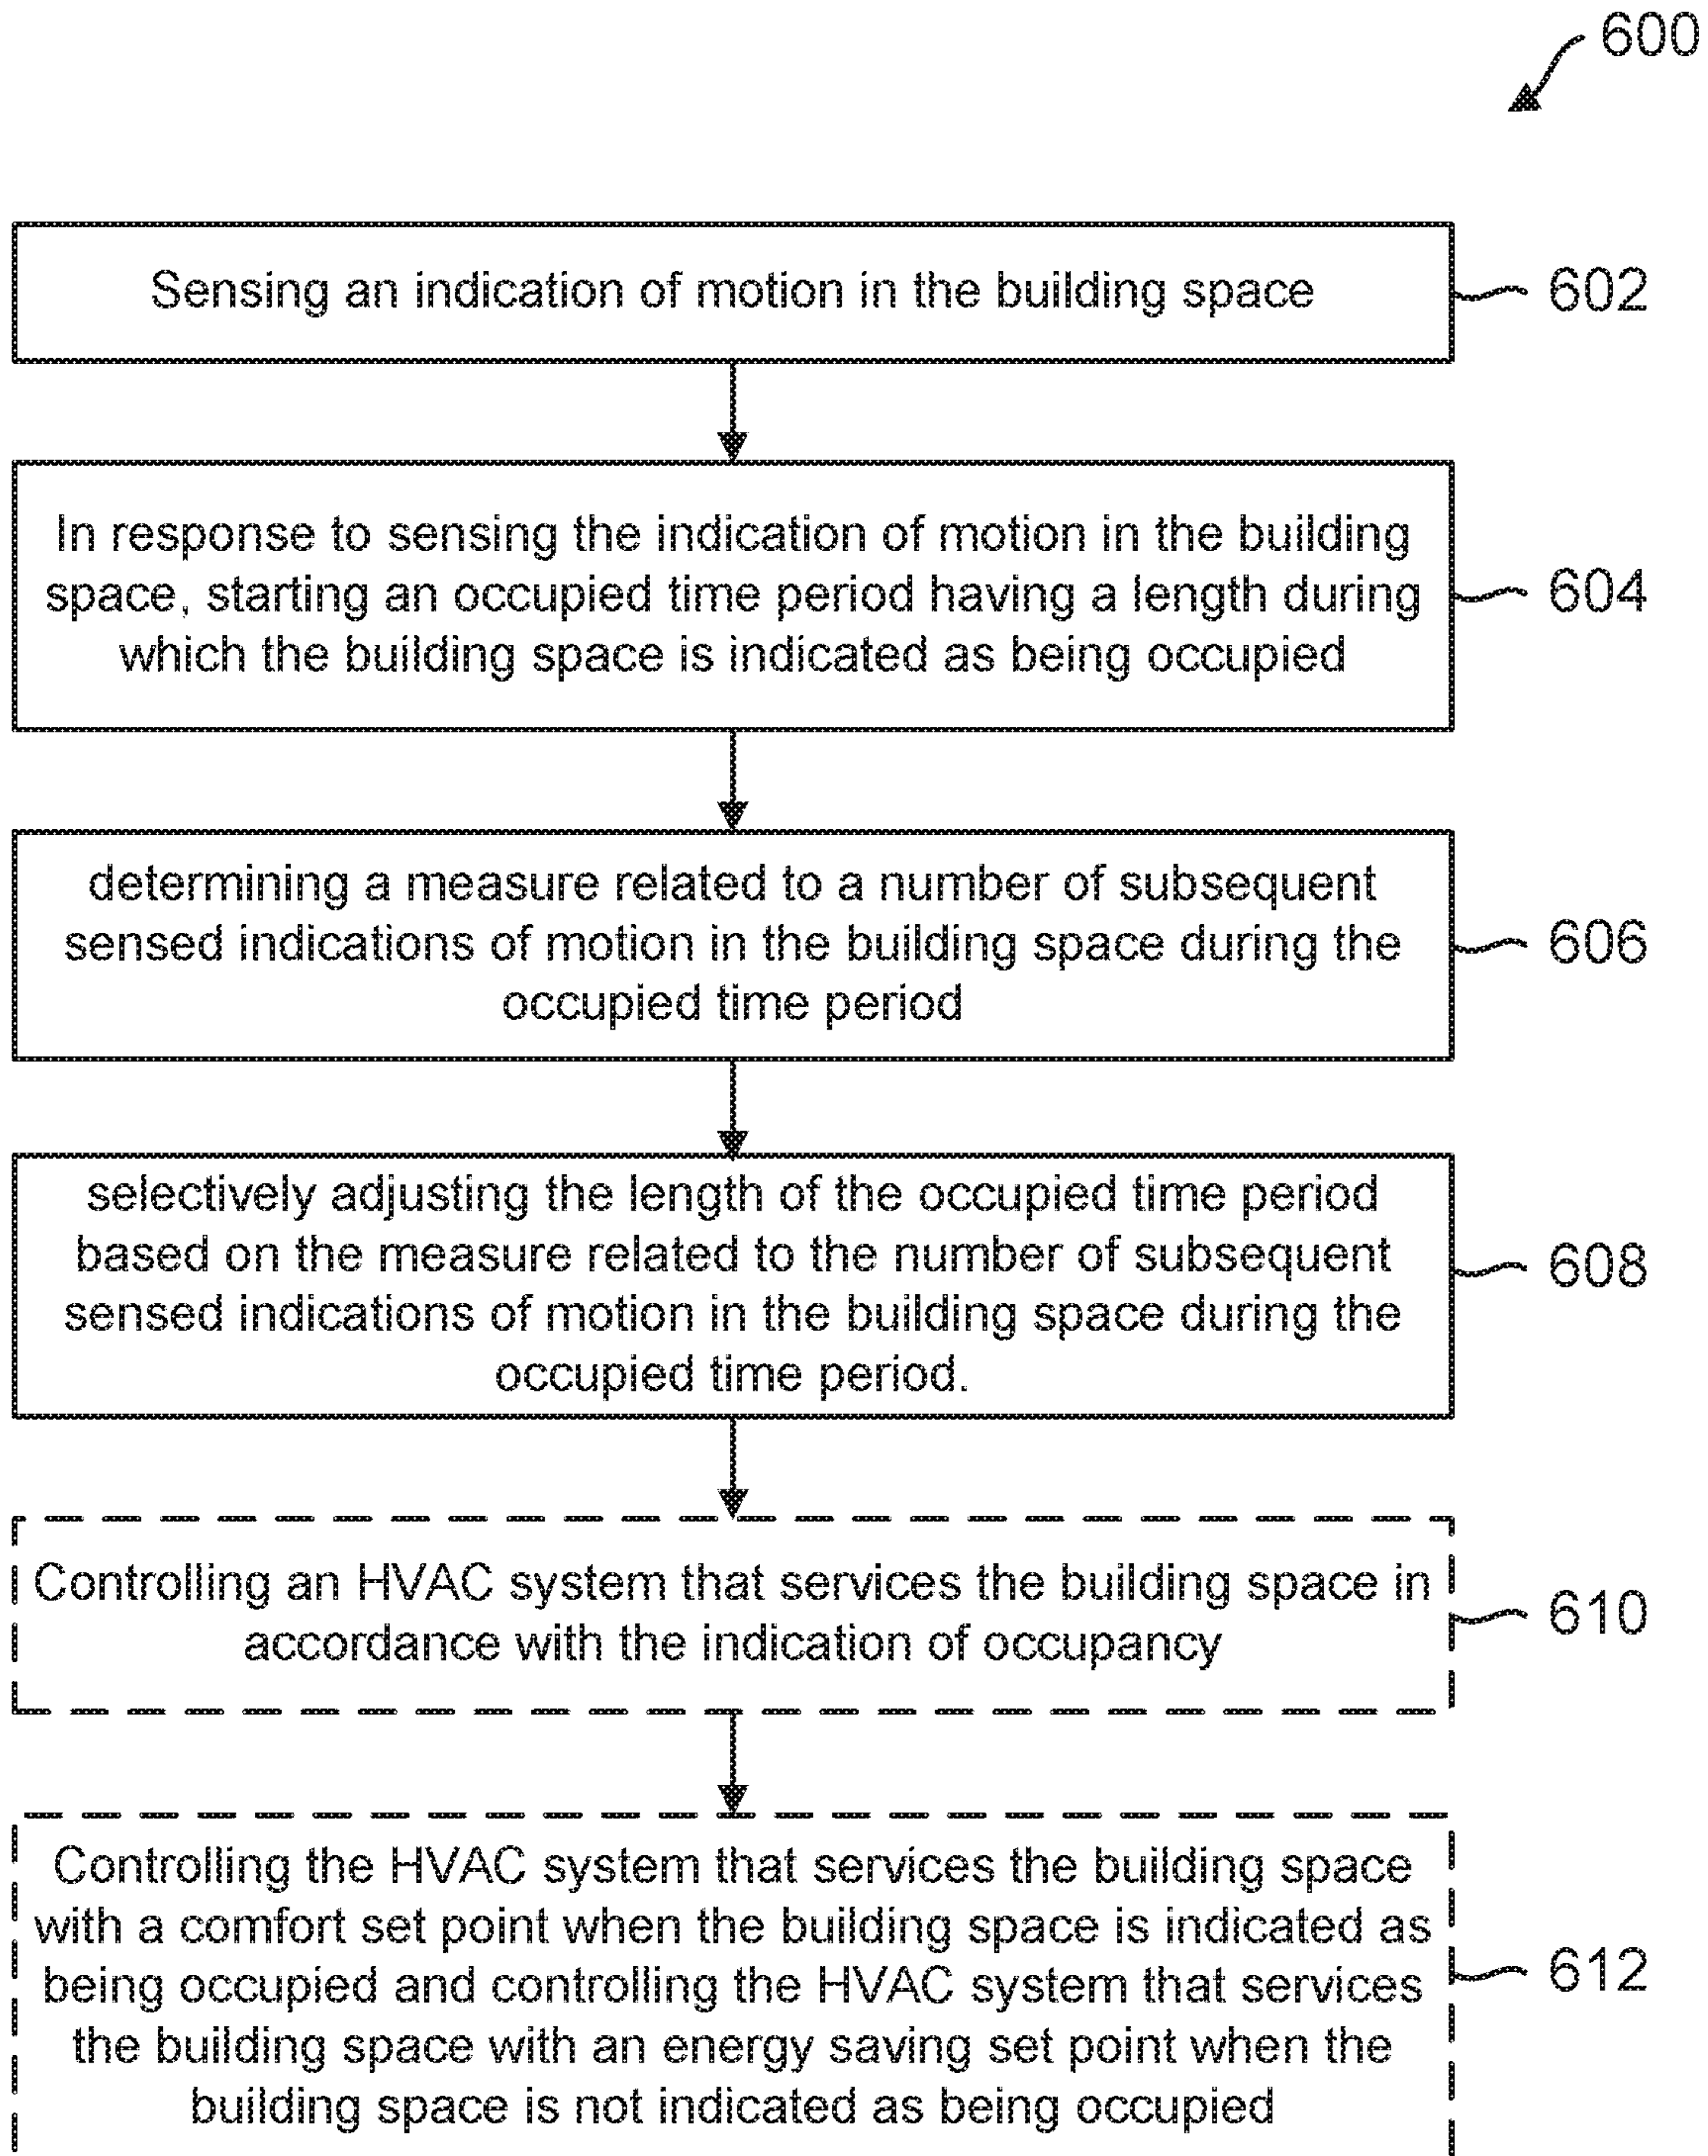 600
Sensing an indication of motion in the building space
602
In response to sensing the indication of motion in the building
space, starting an occupied time period having a length during
which the building space is indicated as being occupied
604
determining a measure related to a number of subsequent
sensed indications of motion in the building space during the
occupied time period
606
selectively adjusting the length of the occupied time period
based on the measure related to the number of subsequent
sensed indications of motion in the building space during the
occupied time period.
608
Controlling an HVAC system that services the building space in
accordance with the indication of occupancy
610
Controlling the HVAC system that services the building space
with a comfort set point when the building space is indicated as
being occupied and controlling the HVAC system that services
the building space with an energy saving set point when the
building space is not indicated as being occupied
612